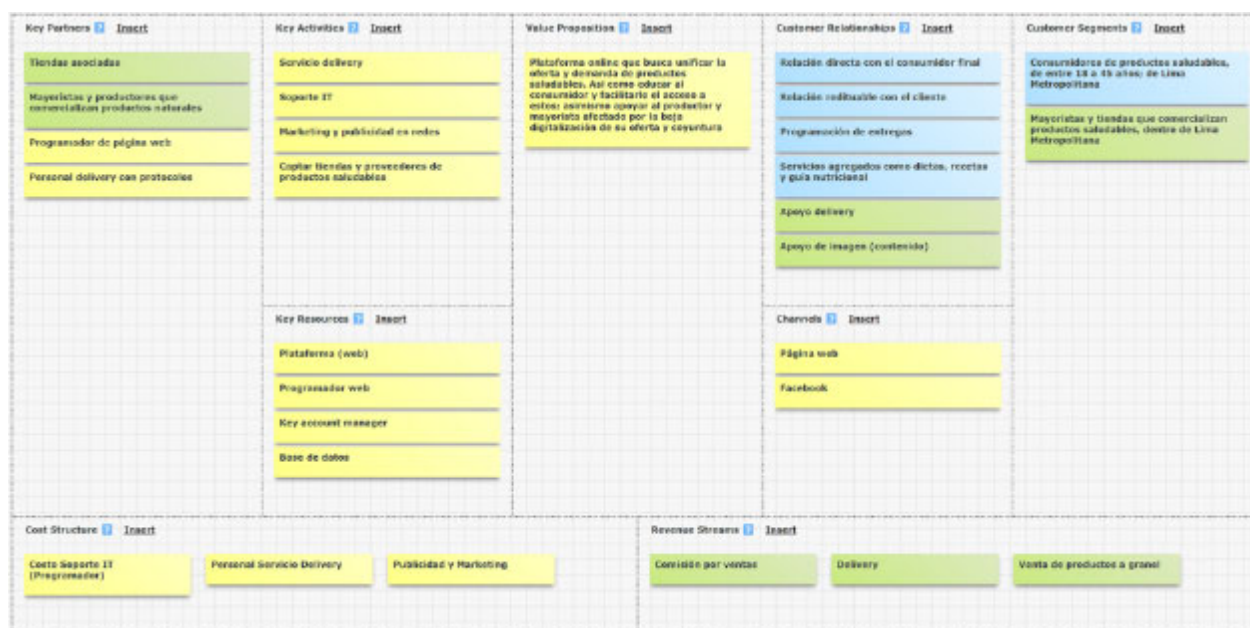 Key Partners ? Insert
Tiendas asociadas
Mayoristas y productores que
comercializan productos naturales
Programador de página web
Personal delivery con protocolos
Key Activities ? Insert
Servicio delivery
Soporte IT
Marketing y publicidad en redes
Captar tiendas y proveedores de
productos saludables
Key Resources ? Insert
Plataforma (web)
Programador web
Key account manager
Base de datos
Value Proposition ? Insert
Plataforma online que busca unificar la
oferta y demanda de productos
saludables. Así como educar al
consumidor y facilitarle el acceso a
estos; asimismo apoyar al productor y
mayorista afectado por la baja
digitalización de su oferta y coyuntura
Customer Relationships ? Insert
Relación directa con el consumidor final
Relación redituable con el cliente
Programación de entregas
Servicios agregados como dietas, recetas
y guía nutricional
Apoyo delivery
Apoyo de imagen (contenido)
Channels ? Insert
Página web
Facebook
Customer Segments ? Insert
Consumidores de productos saludables,
de entre 18 a 45 años; de Lima
Metropolitana
Mayoristas y tiendas que comercializan
productos saludables, dentro de Lima
Metropolitana
Cost Structure ? Insert
Costo Soporte IT
(Programador)
Personal Servicio Delivery
Publicidad y Marketing
Revenue Streams ? Insert
Comisión por ventas
Delivery
Venta de productos a granel